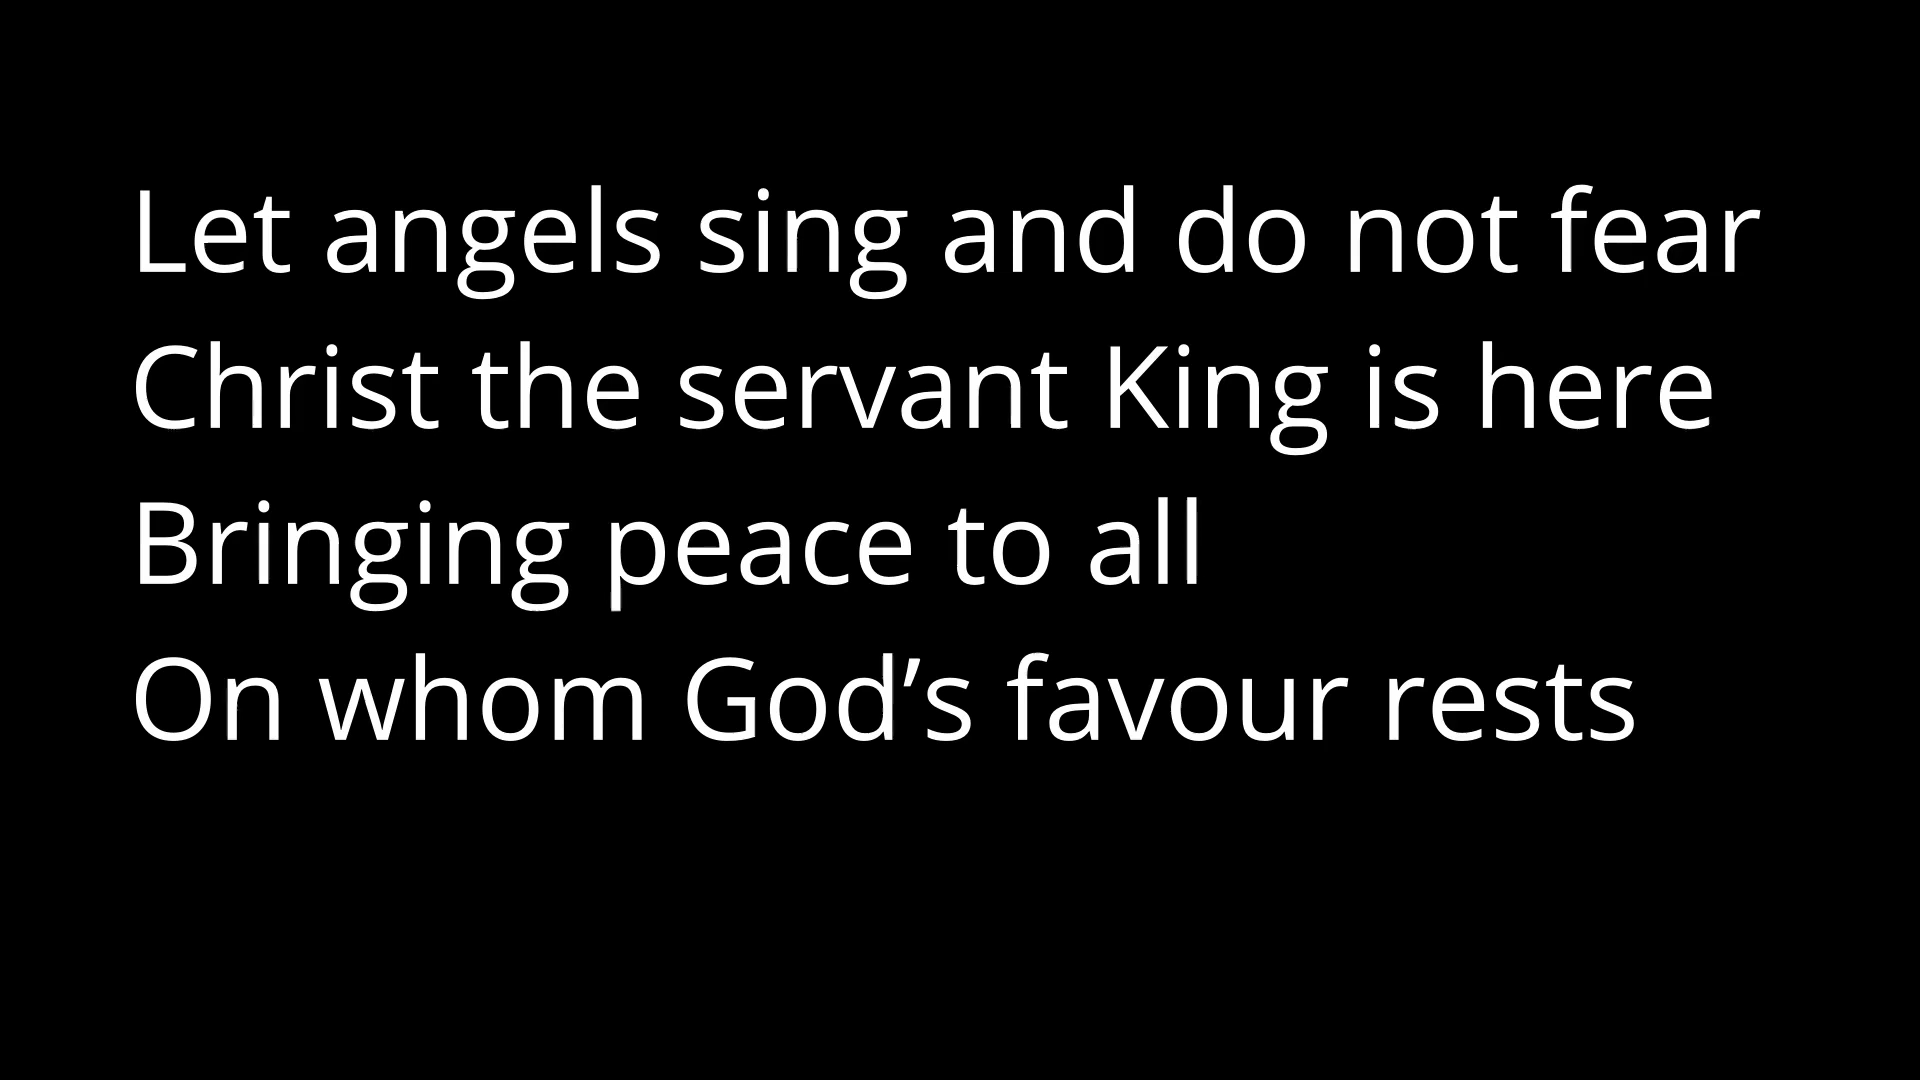 Let angels sing and do not fear
Christ the servant King is here
Bringing peace to all
On whom God’s favour rests